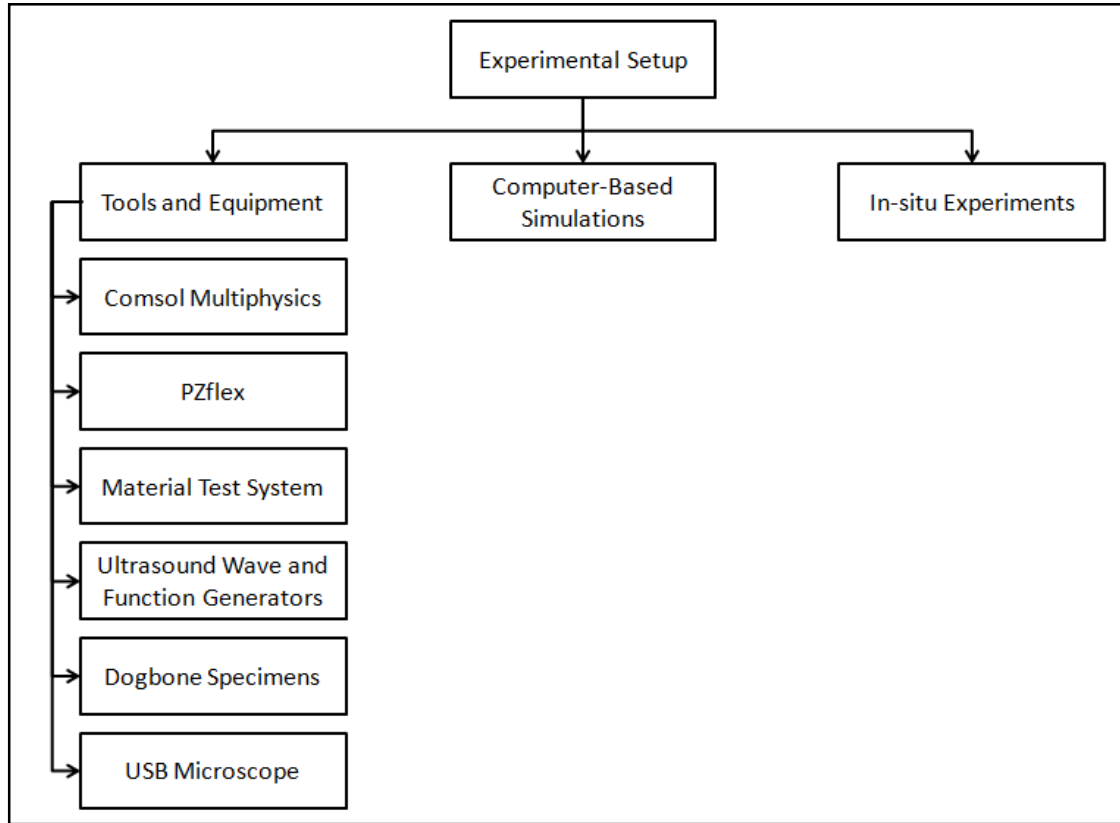 Experimental Setup
Tools and Equipment
Computer-Based
Simulations
In-situ Experiments
Comsol Multiphysics
PZflex
Material Test System
Ultrasound Wave and
Function Generators
Dogbone Specimens
USB Microscope